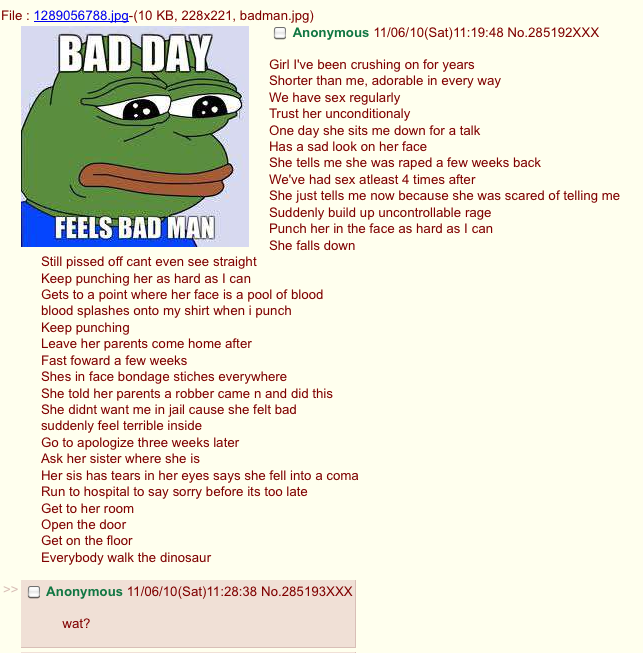 File : 1289056788.jpg-(10 KB, 228x221, badman.jpg)
BAD DAY
FEELS BAD MAN
Anonymous 11/06/10(Sat)11:19:48 No.285192XXX
Girl I've been crushing on for years
Shorter than me, adorable in every way
We have sex regularly
Trust her unconditionaly
One day she sits me down for a talk
Has a sad look on her face
She tells me she was raped a few weeks back
We've had sex atleast 4 times after
She just tells me now because she was scared of telling me
Suddenly build up uncontrollable rage
Punch her in the face as hard as I can
She falls down
Still pissed off cant even see straight
Keep punching her as hard as I can
Gets to a point where her face is a pool of blood
blood splashes onto my shirt when i punch
Keep punching
Leave her parents come home after
Fast foward a few weeks
Shes in face bondage stiches everywhere
She told her parents a robber came n and did this
She didnt want me in jail cause she felt bad
suddenly feel terrible inside
Go to apologize three weeks later
Ask her sister where she is
Her sis has tears in her eyes says she fell into a coma
Run to hospital to say sorry before its too late
Get to her room
Open the door
Get on the floor
Everybody walk the dinosaur
>> Anonymous 11/06/10(Sat)11:28:38 No.285193XXX
wat?